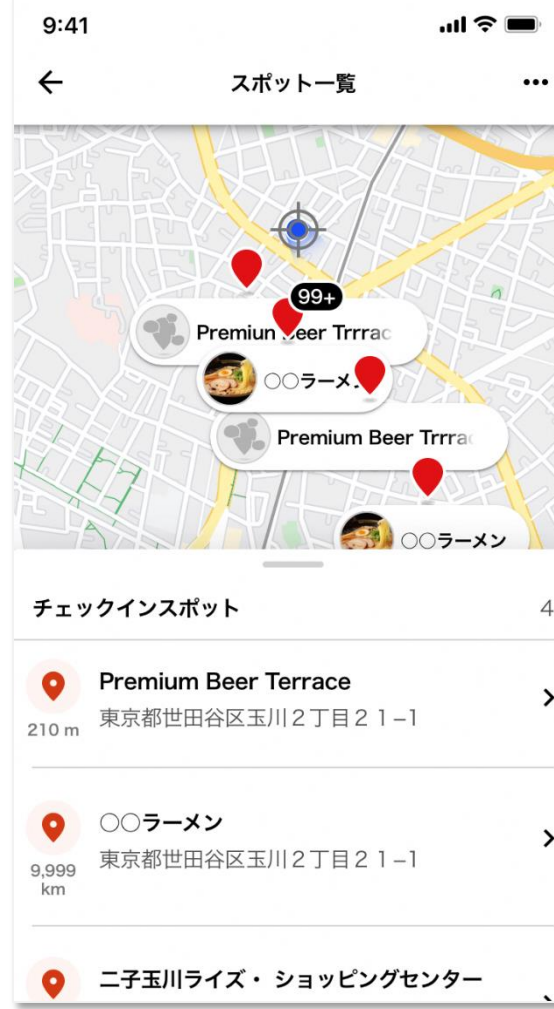 9:41
スポット一覧
99+
Premiun Beer Trrrac
○○ラーメ
Premium Beer Trrra
○○ラーメン
チェックインスポット
4
Premium Beer Terrace
東京都世田谷区玉川2丁目21–1
210 m
○○ラーメン
東京都世田谷区玉川2丁目21–1
9,999
km
二子玉川ライズ・ ショッピングセンター